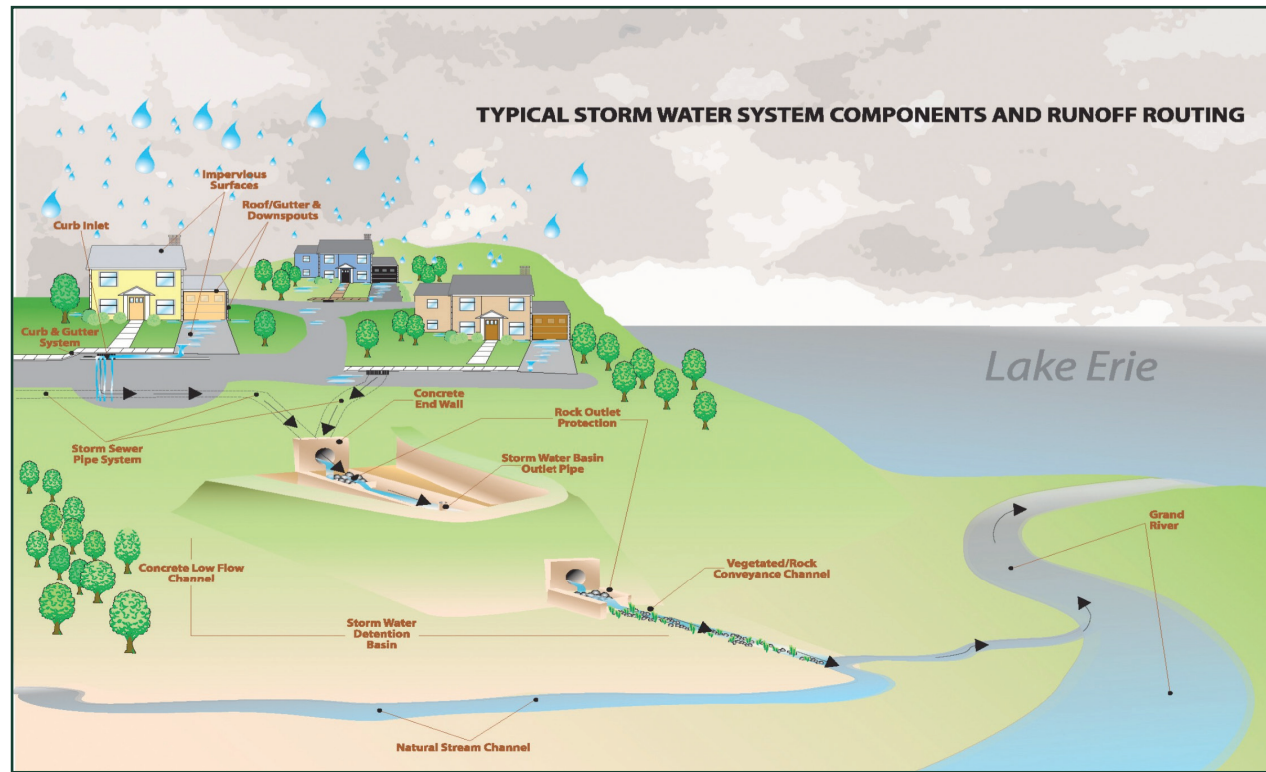 TYPICAL STORM WATER SYSTEM COMPONENTS AND RUNOFF ROUTING
Impervious
Surfaces
Roof/Gutter &
Downspouts
Curb Inlet
Curb & Gutter
System
Lake Erie
Concrete
End Wall
Rock Outlet
Protection
Storm Sewer
Pipe System
Storm Water Basin
Outlet Pipe
Grand
River
Concrete Low Flow
Channel
Vegetated/Rock
Conveyance Channel
Storm Water
Detention
Basin
Natural Stream Channel